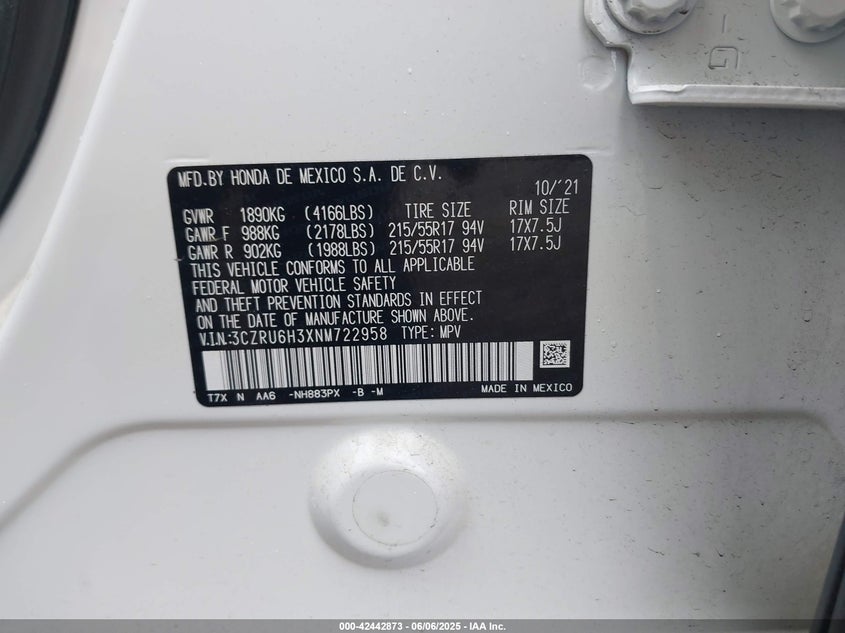 G
MFD.BY HONDA DE MEXICO S.A. DE C.V.
10/'21
GVWR 1890KG (4166LBS) TIRE SIZE RIM SIZE
GAWR F 988KG (2178LBS) 215/55R17 94V 17X7.5J
GAWR R 902KG (1988LBS) 215/55R17 94V 17X7.5J
THIS VEHICLE CONFORMS TO ALL APPLICABLE
FEDERAL MOTOR VEHICLE SAFETY
AND THEFT PREVENTION STANDARDS IN EFFECT
ON THE DATE OF MANUFACTURE SHOWN ABOVE.
V.I.N:3CZRU6H3XNM722958 TYPE: MPV
T7X N AA6 -NH883PX -B -M MADE IN MEXICO
000-42442873 - 06/06/2025 - IAA Inc.